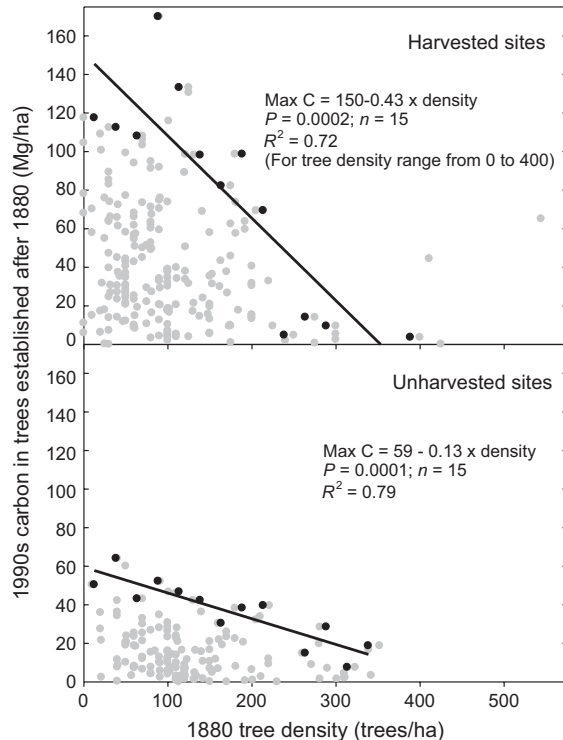 160
140
120
100
80
60
40
20
0
Harvested sites
Max C = 150-0.43 x density
P = 0.0002; n = 15
R² = 0.72
(For tree density range from 0 to 400)
1990s carbon in trees established after 1880 (Mg/ha)
160
140
120
100
80
60
40
20
0
Unharvested sites
Max C = 59 - 0.13 x density
P = 0.0001; n = 15
R² = 0.79
0 100 200 300 400 500
1880 tree density (trees/ha)